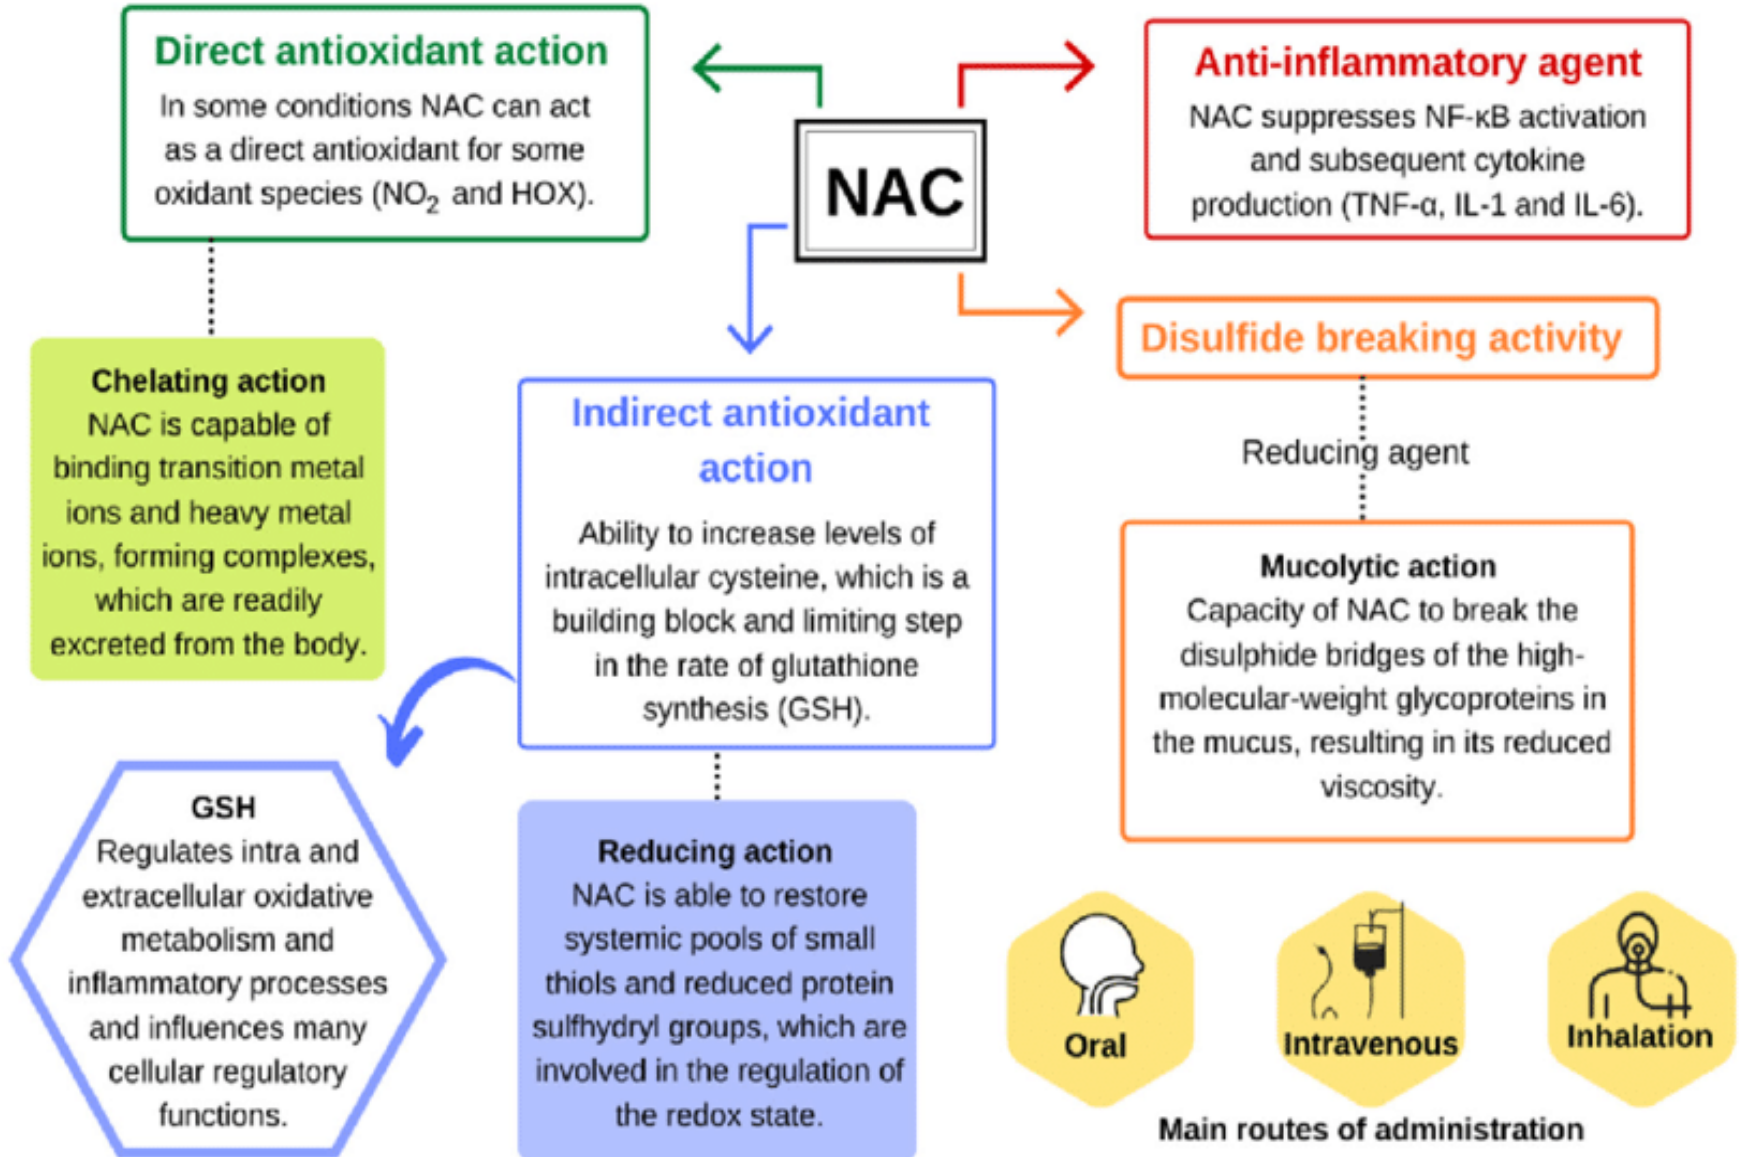 Direct antioxidant action
In some conditions NAC can act
as a direct antioxidant for some
oxidant species (NO₂ and HOX).
NAC
Anti-inflammatory agent
NAC suppresses NF-κB activation
and subsequent cytokine
production (TNF-α, IL-1 and IL-6).
Chelating action
NAC is capable of
binding transition metal
ions and heavy metal
ions, forming complexes,
which are readily
excreted from the body.
Indirect antioxidant
action
Ability to increase levels of
intracellular cysteine, which is a
building block and limiting step
in the rate of glutathione
synthesis (GSH).
Disulfide breaking activity
Reducing agent
Mucolytic action
Capacity of NAC to break the
disulphide bridges of the high-
molecular-weight glycoproteins in
the mucus, resulting in its reduced
viscosity.
GSH
Regulates intra and
extracellular oxidative
metabolism and
inflammatory processes
and influences many
cellular regulatory
functions.
Reducing action
NAC is able to restore
systemic pools of small
thiols and reduced protein
sulfhydryl groups, which are
involved in the regulation of
the redox state.
Oral
Intravenous
Inhalation
Main routes of administration